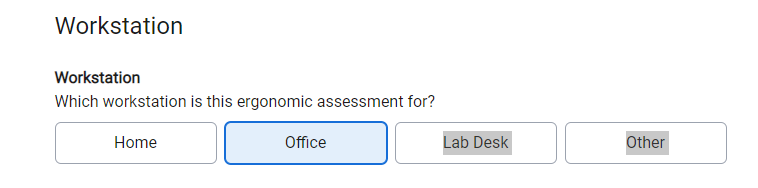 Workstation
Workstation
Which workstation is this ergonomic assessment for?
Home Office Lab Desk Other